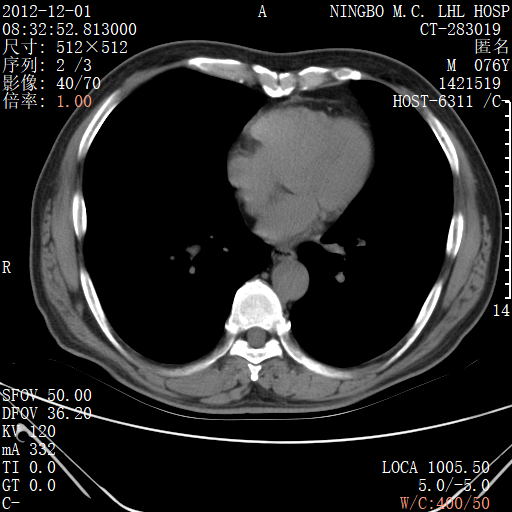 2012-12-01
A
NINGBO M.C. LHL HOSP
08:32:52.813000
CT-283019
尺寸: 512×512
匿名
序列: 2 /3
M 076Y
影像: 40/70
1421519
倍率: 1.00
HOST-6311 /C-
R
14
SFOV 50.00
DFOV 36.20
KV 120
mA 332
TI 0.0
LOCA 1005.50
GT 0.0
5.0/-5.0
C-
W/C:400/50